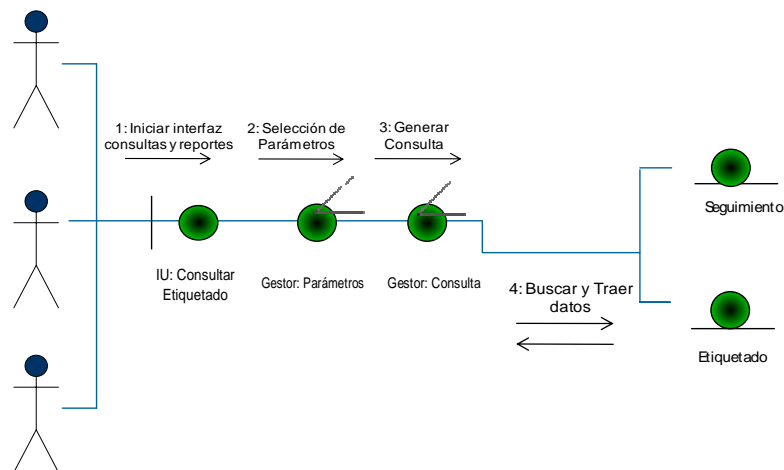 1: Iniciar interfaz
consultas y reportes
2: Selección de
Parámetros
3: Generar
Consulta
IU: Consultar
Etiquetado
Gestor: Parámetros
Gestor: Consulta
4: Buscar y Traer
datos
Seguimiento
Etiquetado